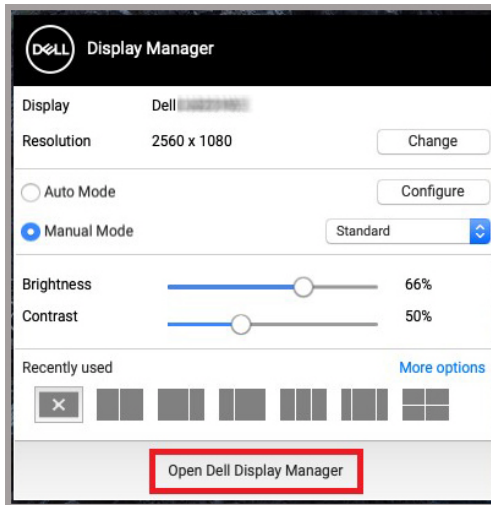 DELL Display Manager
Display Dell
Resolution 2560 x 1080 Change
Auto Mode Configure
Manual Mode Standard
Brightness 66%
Contrast 50%
Recently used More options
Open Dell Display Manager